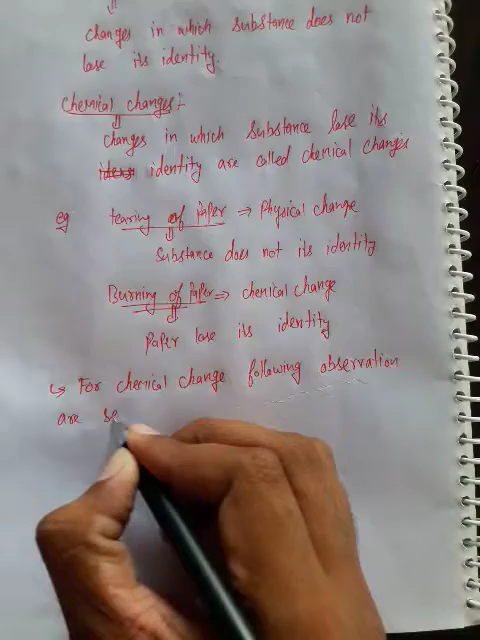 changes in which substance does not
lose its identity.
Chemical changes:-
changes in which substance lose its
identity are called chemical changes
eg tearing of paper ⇒ Physical change
substance does not its identity
Burning of paper ⇒ chemical change
paper lose its identity
↳ For chemical change following observation
are se